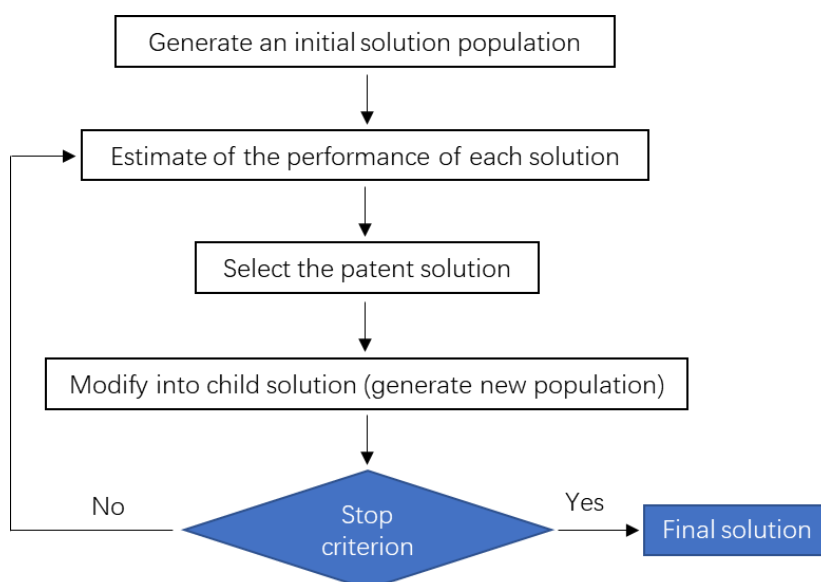 Generate an initial solution population
Estimate of the performance of each solution
Select the patent solution
Modify into child solution (generate new population)
No
Stop
criterion
Yes
Final solution